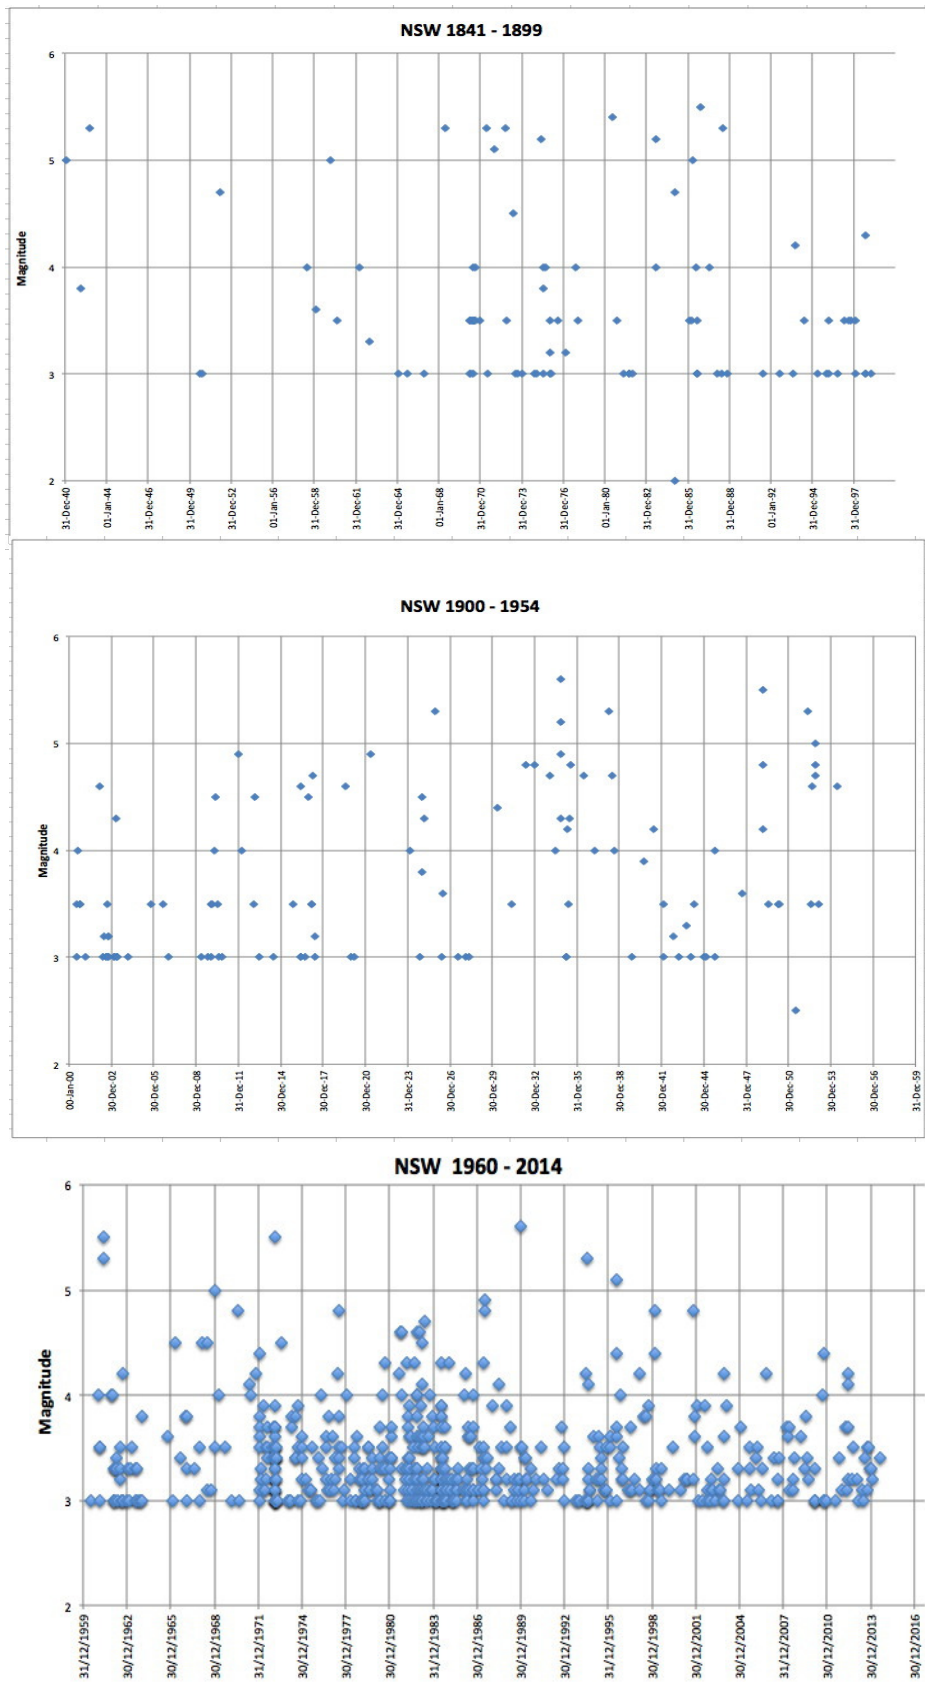 NSW 1841 - 1899
Magnitude
6
5
4
3
2
31-Dec-40
01-Jan-44
31-Dec-46
31-Dec-49
31-Dec-52
01-Jan-56
31-Dec-58
31-Dec-61
31-Dec-64
01-Jan-68
31-Dec-70
31-Dec-73
31-Dec-76
01-Jan-80
31-Dec-82
31-Dec-85
31-Dec-88
01-Jan-92
31-Dec-94
31-Dec-97
NSW 1900 - 1954
Magnitude
6
5
4
3
2
00-Jan-00
30-Dec-02
30-Dec-05
30-Dec-08
31-Dec-11
31-Dec-14
30-Dec-17
30-Dec-20
31-Dec-23
30-Dec-26
30-Dec-29
30-Dec-32
31-Dec-35
30-Dec-38
30-Dec-41
30-Dec-44
31-Dec-47
30-Dec-50
30-Dec-53
30-Dec-56
31-Dec-59
NSW 1960 - 2014
Magnitude
6
5
4
3
2
31/12/1959
30/12/1962
30/12/1965
30/12/1968
31/12/1971
30/12/1974
30/12/1977
30/12/1980
31/12/1983
30/12/1986
30/12/1989
30/12/1992
31/12/1995
30/12/1998
30/12/2001
30/12/2004
31/12/2007
30/12/2010
30/12/2013
30/12/2016